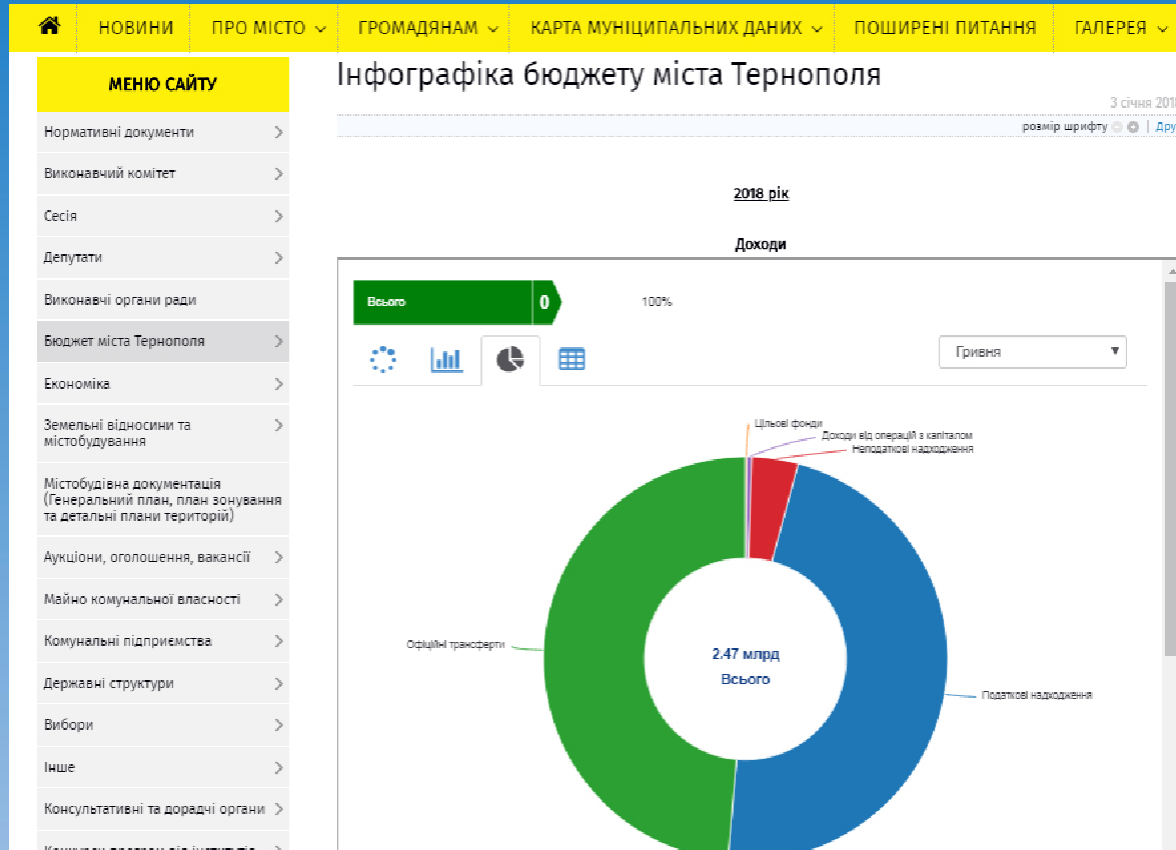 НОВИНИ
ПРО МІСТО
ГРОМАДЯНАМ
КАРТА МУНІЦИПАЛЬНИХ ДАНИХ
ПОШИРЕНІ ПИТАННЯ
ГАЛЕРЕЯ
МЕНЮ САЙТУ
Нормативні документи
Виконавчий комітет
Сесія
Депутати
Виконавчі органи ради
Бюджет міста Тернополя
Економіка
Земельні відносини та
містобудування
Містобудівна документація
(Генеральний план, план зонування
та детальні плани територій)
Аукціони, оголошення, вакансії
Майно комунальної власності
Комунальні підприємства
Державні структури
Вибори
Інше
Консультативні та дорадчі органи
Інфографіка бюджету міста Тернополя
3 січня 2018
розмір шрифту | Дру
2018 рік
Доходи
Всього 0 100%
Гривня
Цільові фонди
Доходи від операцій з капіталом
Неподаткові надходження
Офіційні трансферти
2.47 млрд
Всього
Податкові надходження